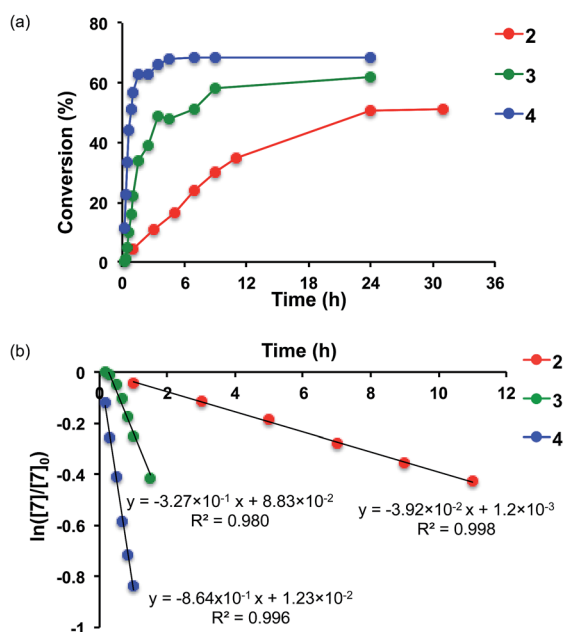 (a)
80
60
40
20
0
Conversion (%)
0 6 12 18 24 30 36
Time (h)
2
3
4
(b)
Time (h)
0 2 4 6 8 10 12
0
-0.2
-0.4
-0.6
-0.8
-1
ln([7]/[7]₀)
2
3
4
y = -3.27×10⁻¹ x + 8.83×10⁻²
R² = 0.980
y = -3.92×10⁻² x + 1.2×10⁻³
R² = 0.998
y = -8.64x10⁻¹ x + 1.23×10⁻²
R² = 0.996